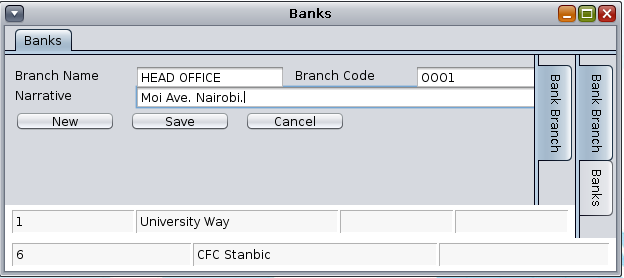 Banks
Banks
Branch Name HEAD OFFICE Branch Code 0001
Narrative Moi Ave. Nairobi.
New Save Cancel
Bank Branch
Bank Branch
Banks
1 University Way
6 CFC Stanbic